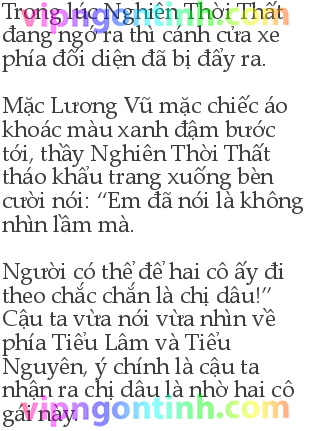 Trong lúc Nghiên Thời Thất
đang ngớ ra thì cánh cửa xe
phía đối diện đã bị đẩy ra.
Mặc Lương Vũ mặc chiếc áo
khoác màu xanh đậm bước
tới, thầy Nghiên Thời Thất
tháo khẩu trang xuống bèn
cười nói: “Em đã nói là không
nhìn lầm mà.
Người có thể để hai cô ấy đi
theo chắc chắn là chị dâu!”
Cậu ta vừa nói vừa nhìn về
phía Tiểu Lâm và Tiểu
Nguyên, ý chính là cậu ta
nhận ra chị dâu là nhờ hai cô
gái này.
vipngontinh.com
vipngontinh.com